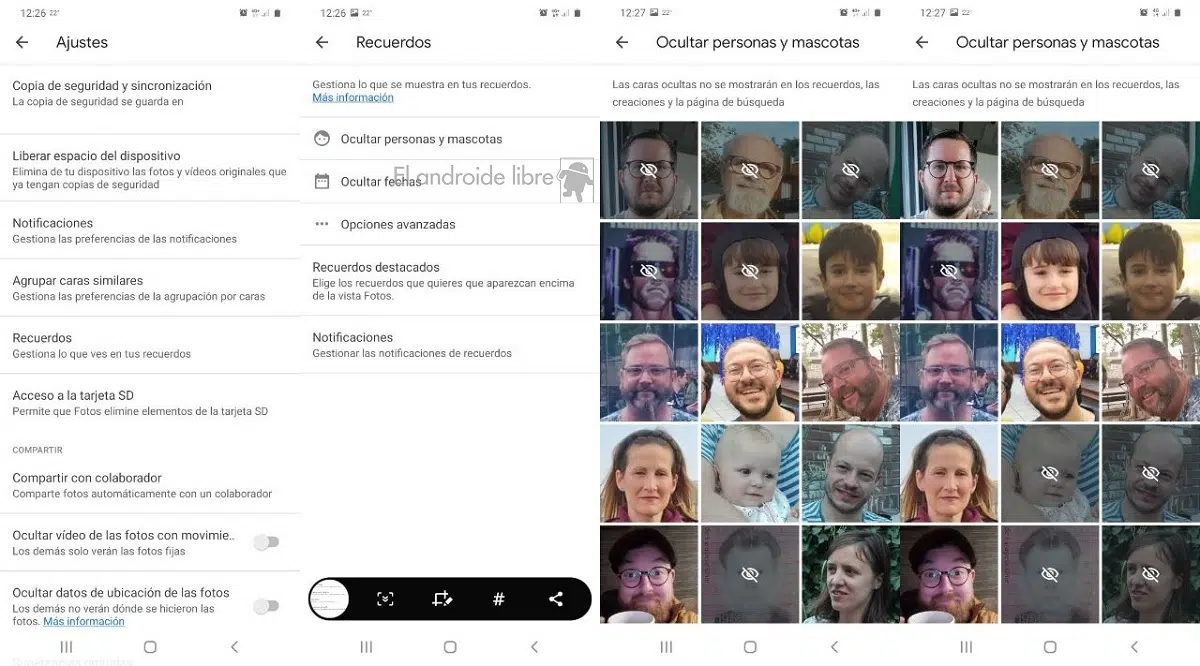 12:26 22°
Ajustes
Copia de seguridad y sincronización
La copia de seguridad se guarda en
Liberar espacio del dispositivo
Elimina de tu dispositivo las fotos y vídeos originales que
ya tengan copias de seguridad
Notificaciones
Gestiona las preferencias de las notificaciones
Agrupar caras similares
Gestiona las preferencias de la agrupación por caras
Recuerdos
Gestiona lo que ves en tus recuerdos
Acceso a la tarjeta SD
Permite que Fotos elimine elementos de la tarjeta SD
COMPARTIR
Compartir con colaborador
Comparte fotos automáticamente con un colaborador
Ocultar vídeo de las fotos con movimie..
Los demás solo verán las fotos fijas
Ocultar datos de ubicación de las fotos
Los demás no verán dónde se hicieron las
fotos. Más información
12:26 22°
Recuerdos
Gestiona lo que se muestra en tus recuerdos.
Más información
Ocultar personas y mascotas
Ocultar fechas
El androide libre
Opciones avanzadas
Recuerdos destacados
Elige los recuerdos que quieres que aparezcan encima
de la vista Fotos.
Notificaciones
Gestionar las notificaciones de recuerdos
12:27 22°
Ocultar personas y mascotas
Las caras ocultas no se mostrarán en los recuerdos, las
creaciones y la página de búsqueda
12:27 22°
Ocultar personas y mascotas
Las caras ocultas no se mostrarán en los recuerdos, las
creaciones y la página de búsqueda